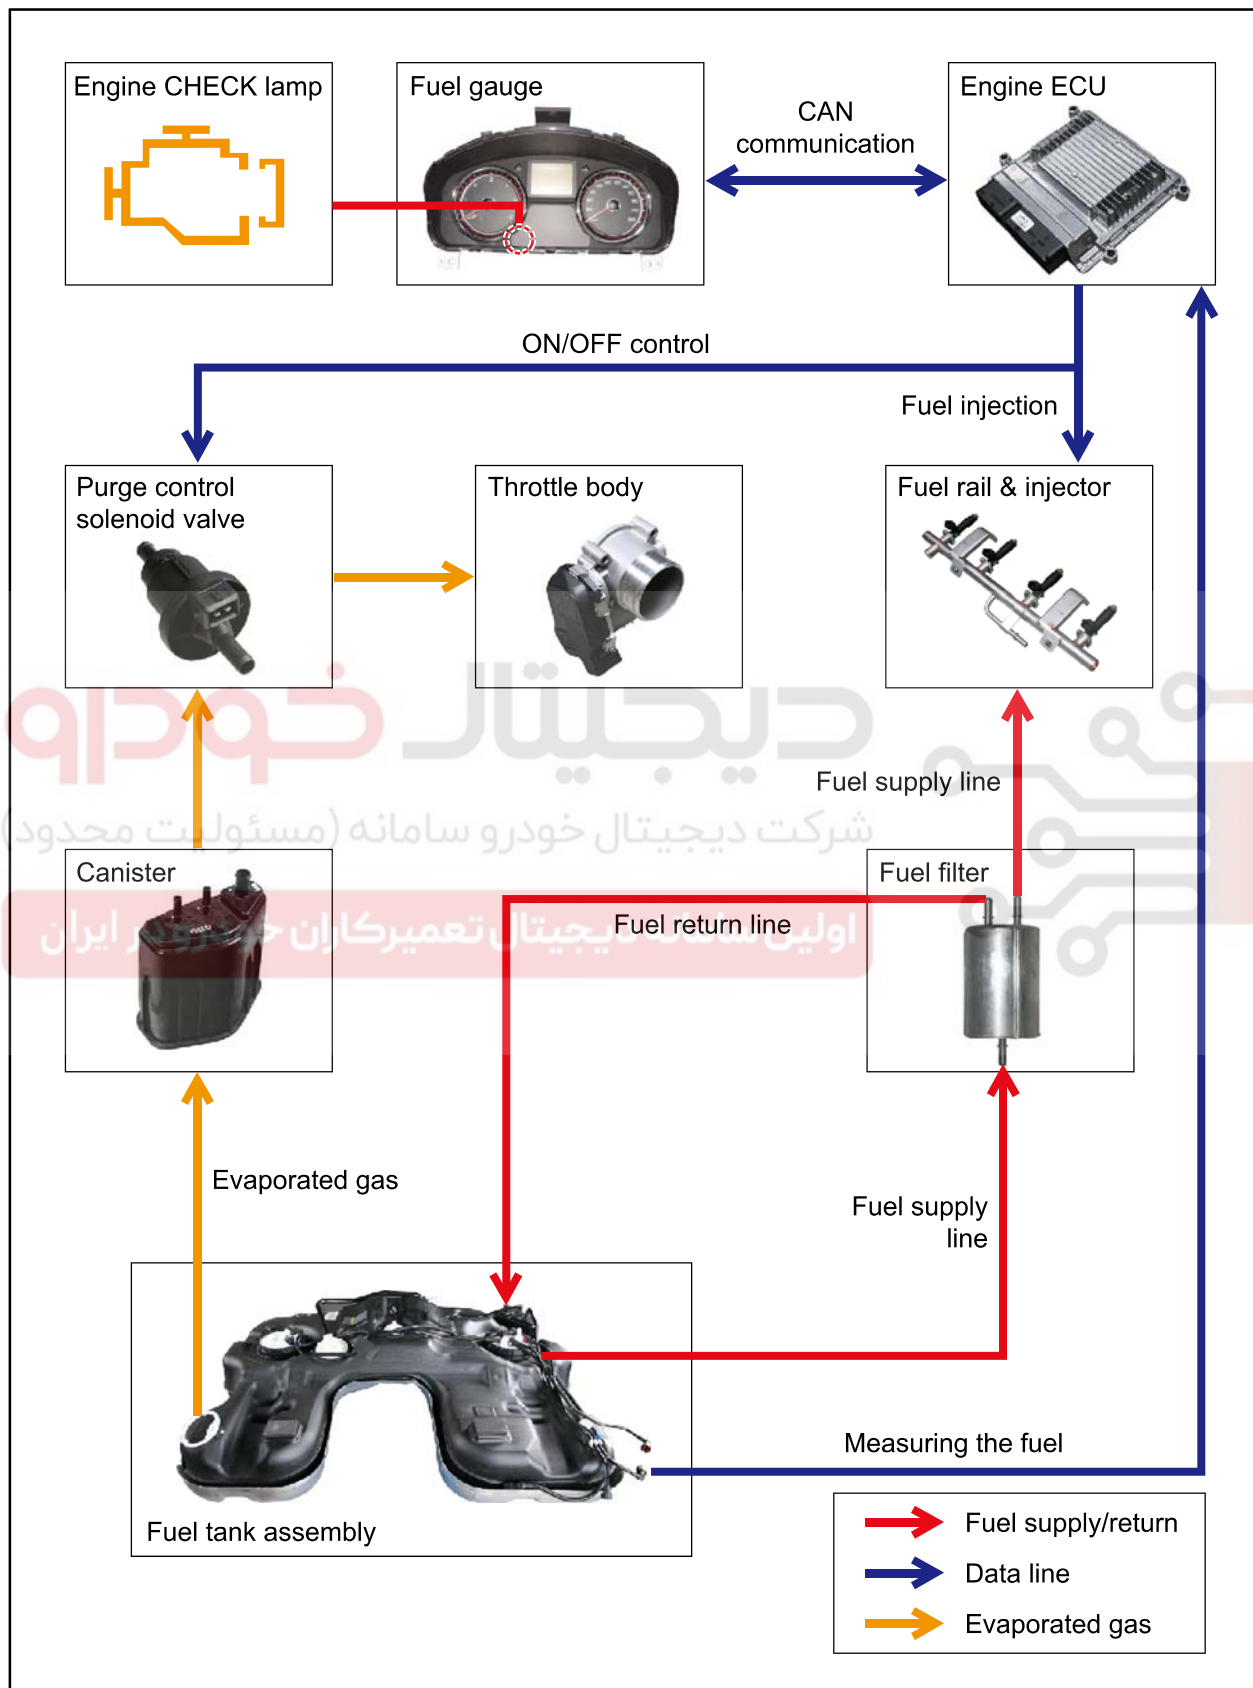 Engine CHECK lamp
Fuel gauge
Engine ECU
CAN
communication
ON/OFF control
Fuel injection
Purge control
solenoid valve
Throttle body
Fuel rail & injector
دیجیتال خودرو
Fuel supply line
شرکت دیجیتال خودرو سامانه (مسئولیت محدود)
Canister
Fuel filter
Fuel return line
اولین سامانه دیجیتال تعمیرکاران خودرو در ایران
Evaporated gas
Fuel supply
line
Measuring the fuel
Fuel tank assembly
Fuel supply/return
Data line
Evaporated gas